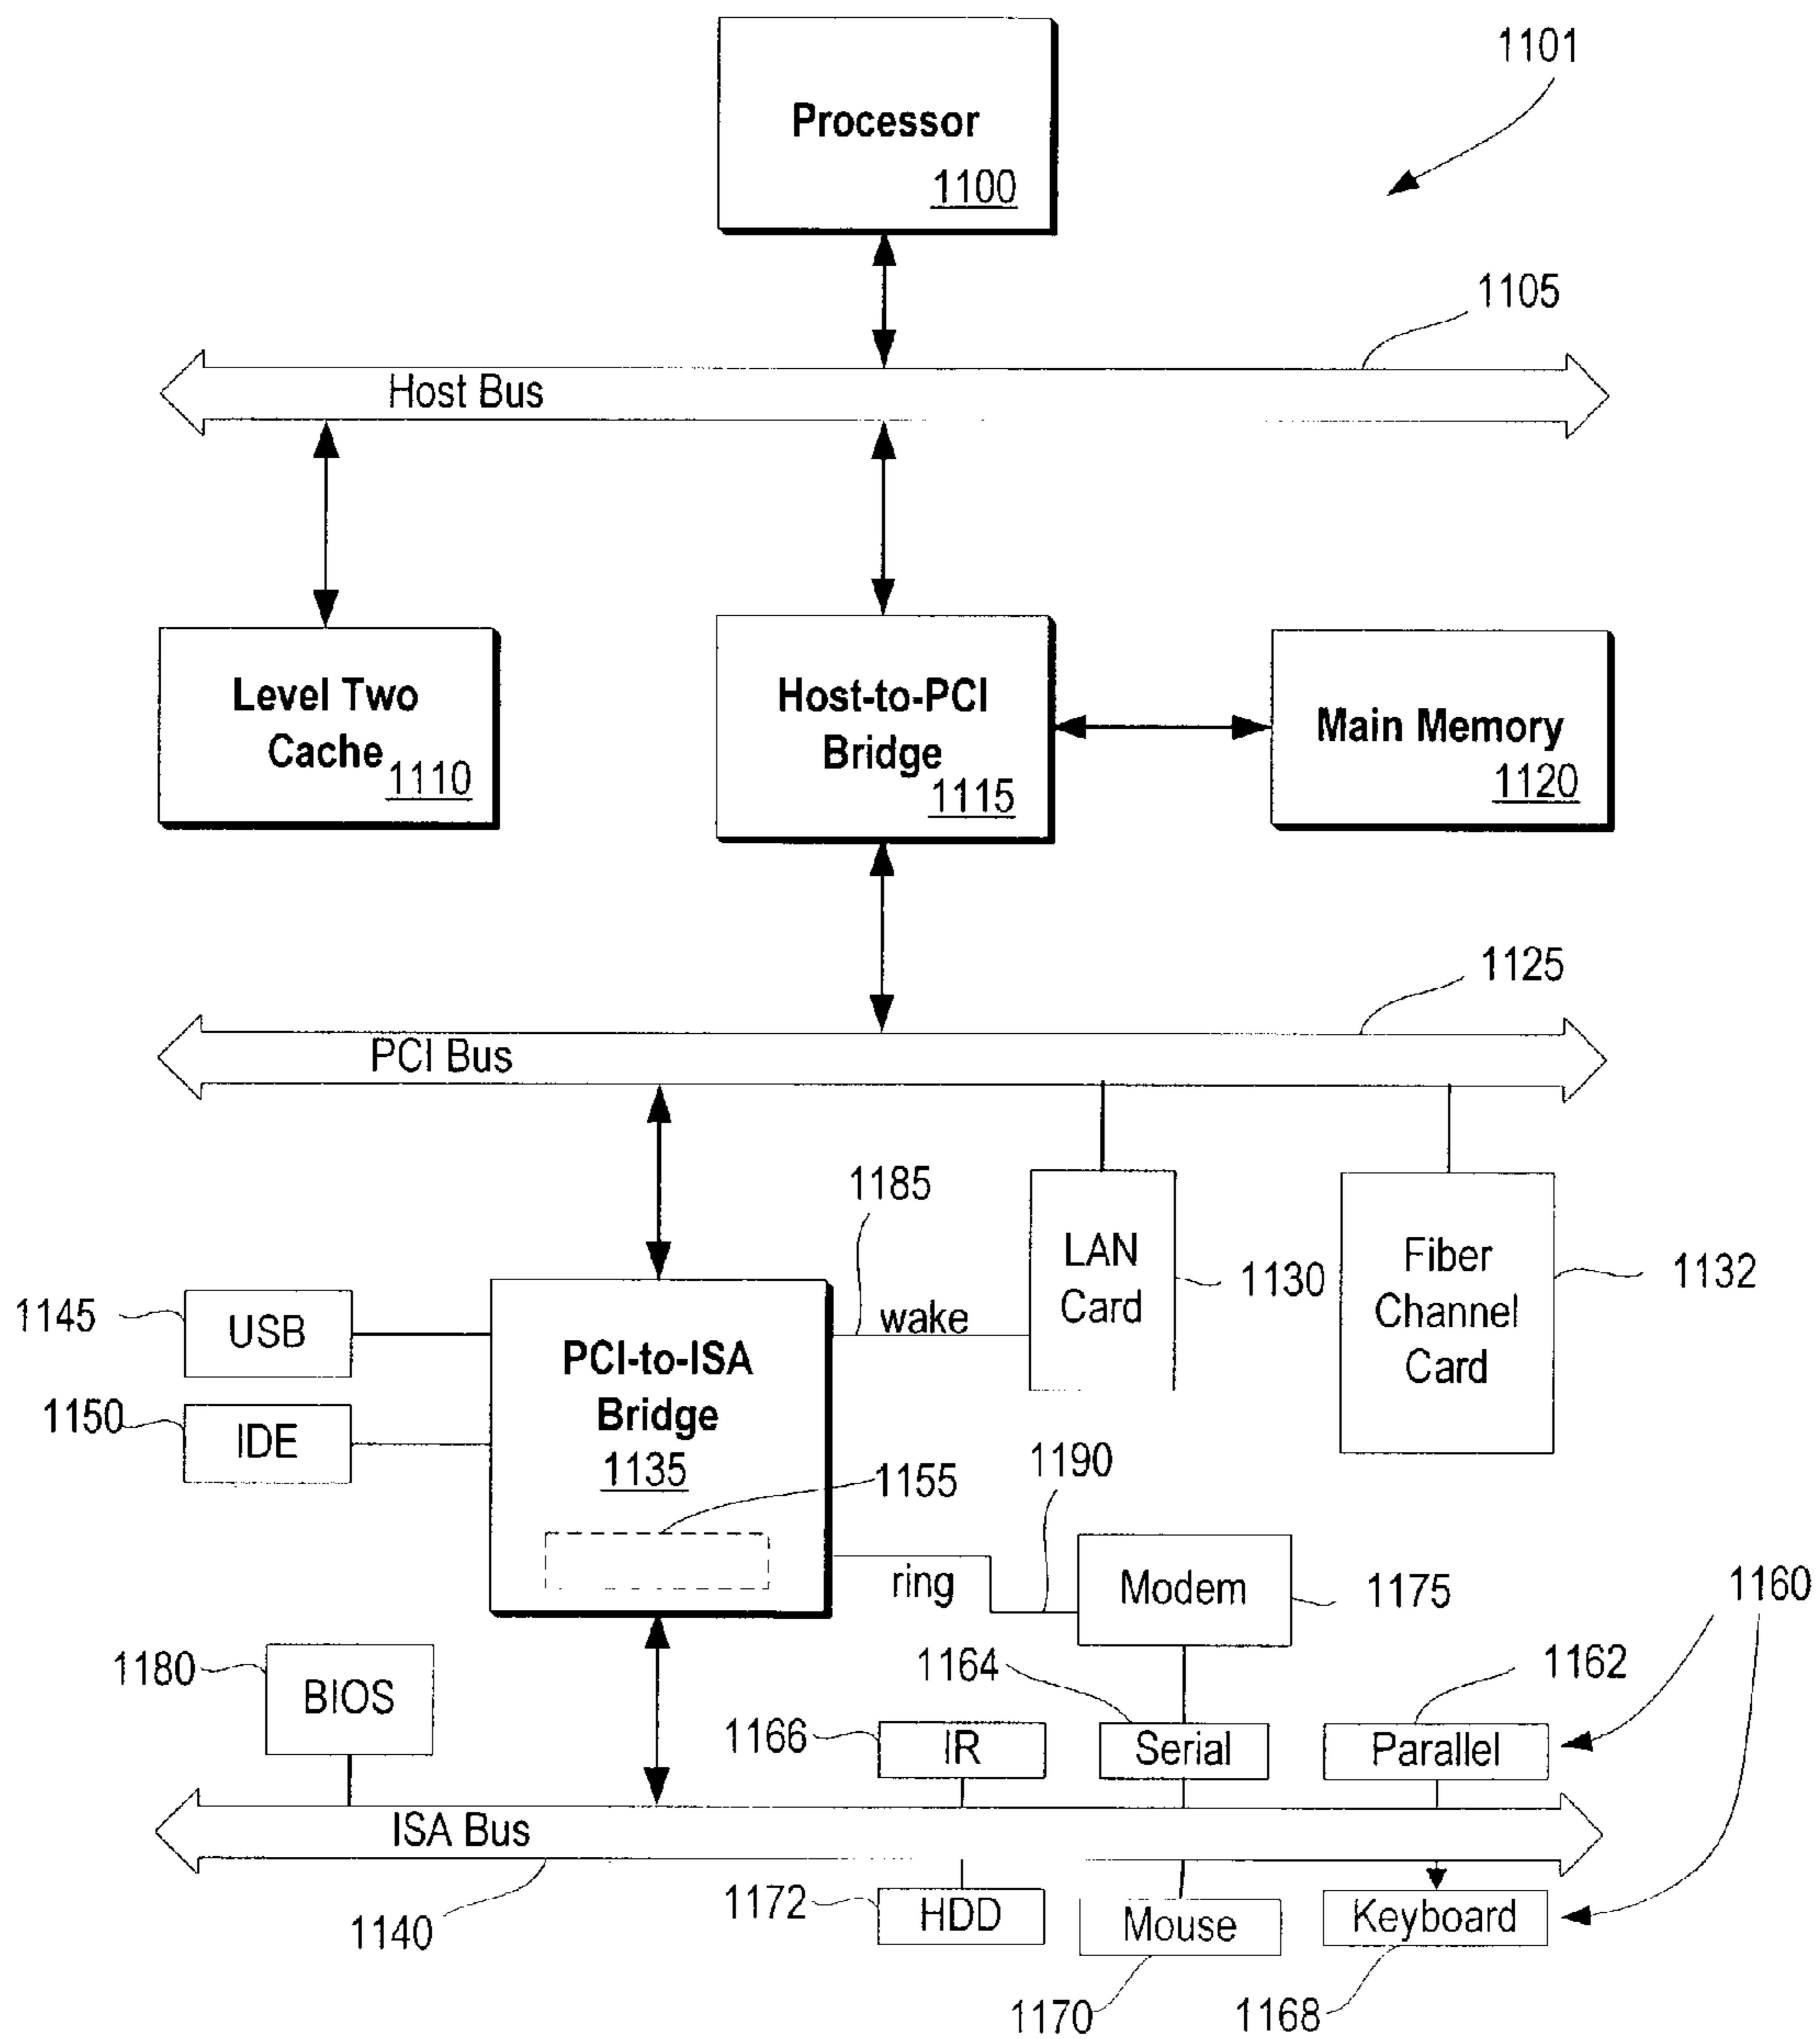 1101
Processor
1100
1105
Host Bus
Level Two
Cache
1110
Host-to-PCI
Bridge
1115
Main Memory
1120
1125
PCI Bus
1185
LAN
Card
1130
Fiber
Channel
Card
1132
1145
USB
wake
PCI-to-ISA
Bridge
1135
1150
IDE
1155
1190
ring
Modem
1175
1160
1180
BIOS
1164
1162
1166
IR
Serial
Parallel
ISA Bus
1140
1172
HDD
Mouse
Keyboard
1170
1168